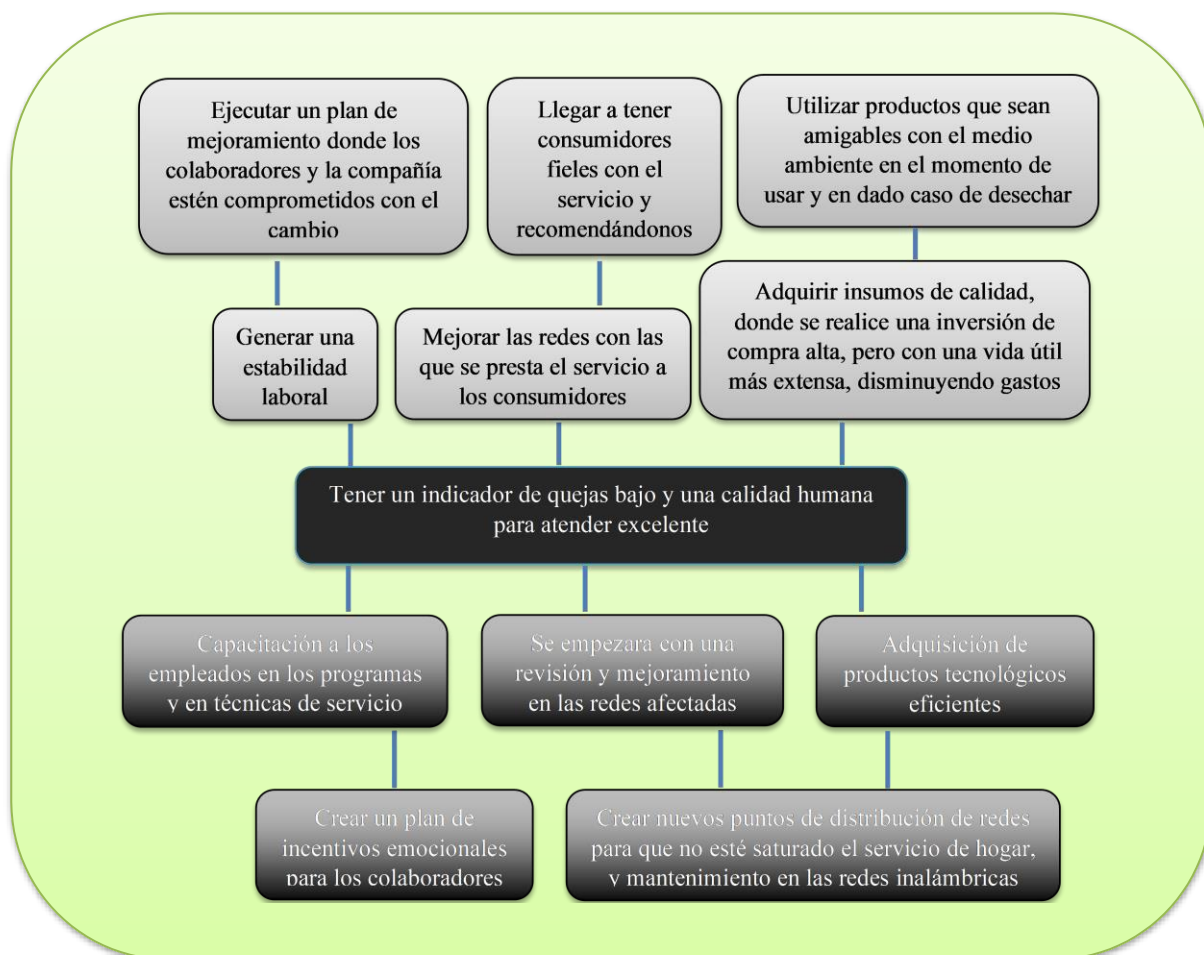 Ejecutar un plan de
mejoramiento donde los
colaboradores y la compañía
estén comprometidos con el
cambio
Llegar a tener
consumidores
fieles con el
servicio y
recomendándonos
Utilizar productos que sean
amigables con el medio
ambiente en el momento de
usar y en dado caso de desechar
Generar una
estabilidad
laboral
Mejorar las redes con las
que se presta el servicio a
los consumidores
Adquirir insumos de calidad,
donde se realice una inversión de
compra alta, pero con una vida útil
más extensa, disminuyendo gastos
Tener un indicador de quejas bajo y una calidad humana
para atender excelente
Capacitación a los
empleados en los programas
y en técnicas de servicio
Se empezara con una
revisión y mejoramiento
en las redes afectadas
Adquisición de
productos tecnológicos
eficientes
Crear un plan de
incentivos emocionales
para los colaboradores
Crear nuevos puntos de distribución de redes
para que no esté saturado el servicio de hogar,
y mantenimiento en las redes inalámbricas